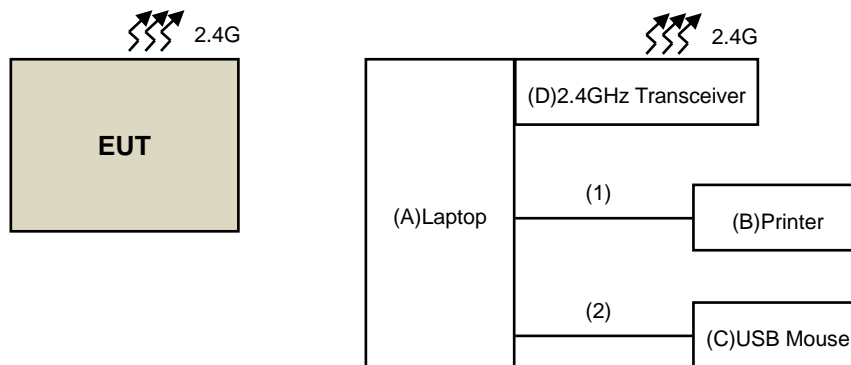 2.4G
EUT
2.4G
(D)2.4GHz Transceiver
(A)Laptop
(1)
(B)Printer
(2)
(C)USB Mouse